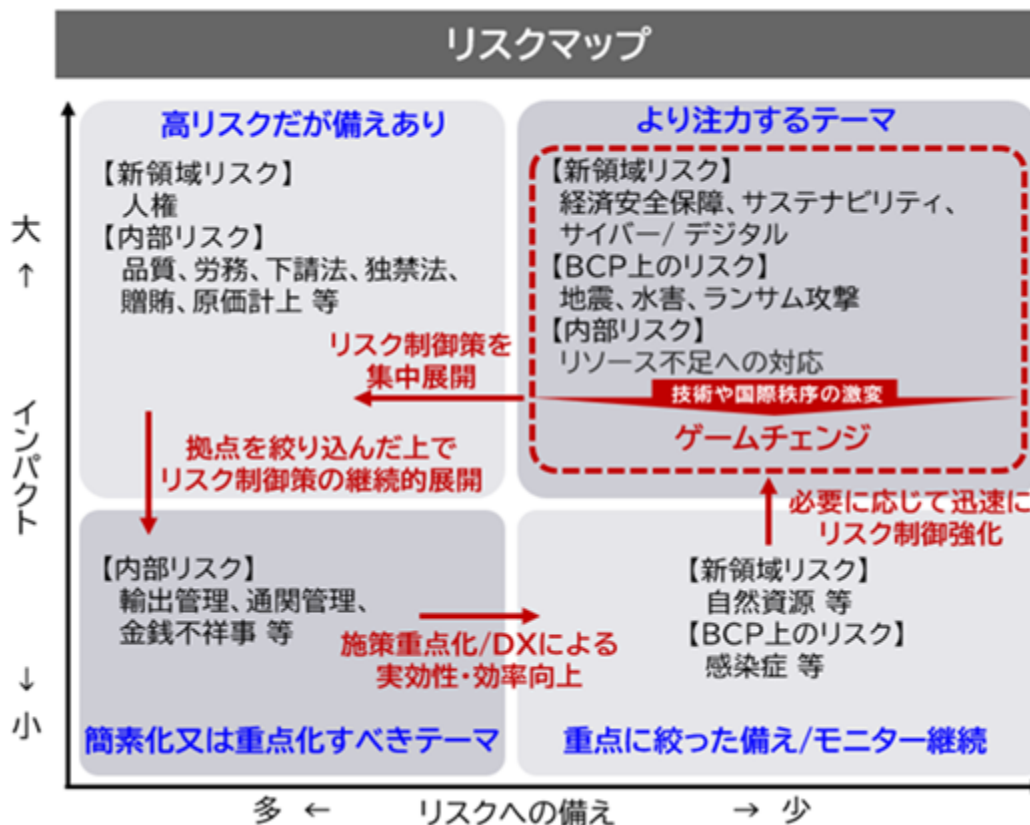 リスクマップ
高リスクだが備えあり
【新領域リスク】
人権
【内部リスク】
品質、労務、下請法、独禁法、
贈賄、原価計上 等
リスク制御策を
集中展開
拠点を絞り込んだ上で
リスク制御策の継続的展開
より注力するテーマ
【新領域リスク】
経済安全保障、サステナビリティ、
サイバー/ デジタル
【BCP上のリスク】
地震、水害、ランサム攻撃
【内部リスク】
リソース不足への対応
技術や国際秩序の激変
ゲームチェンジ
必要に応じて迅速に
リスク制御強化
【内部リスク】
輸出管理、通関管理、
金銭不祥事 等
施策重点化/DXによる
実効性・効率向上
簡素化又は重点化すべきテーマ
【新領域リスク】
自然資源 等
【BCP上のリスク】
感染症 等
重点に絞った備え/モニター継続
大
↑
インパクト
↓
小
多 ← リスクへの備え → 少